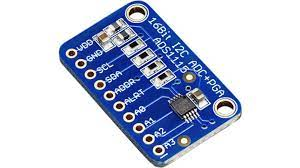 16Bit I2C ADC+PGA
ADS1115
VDD
GND
SCL
SDA
ADDR
ALRT
A0
A1
A2
A3